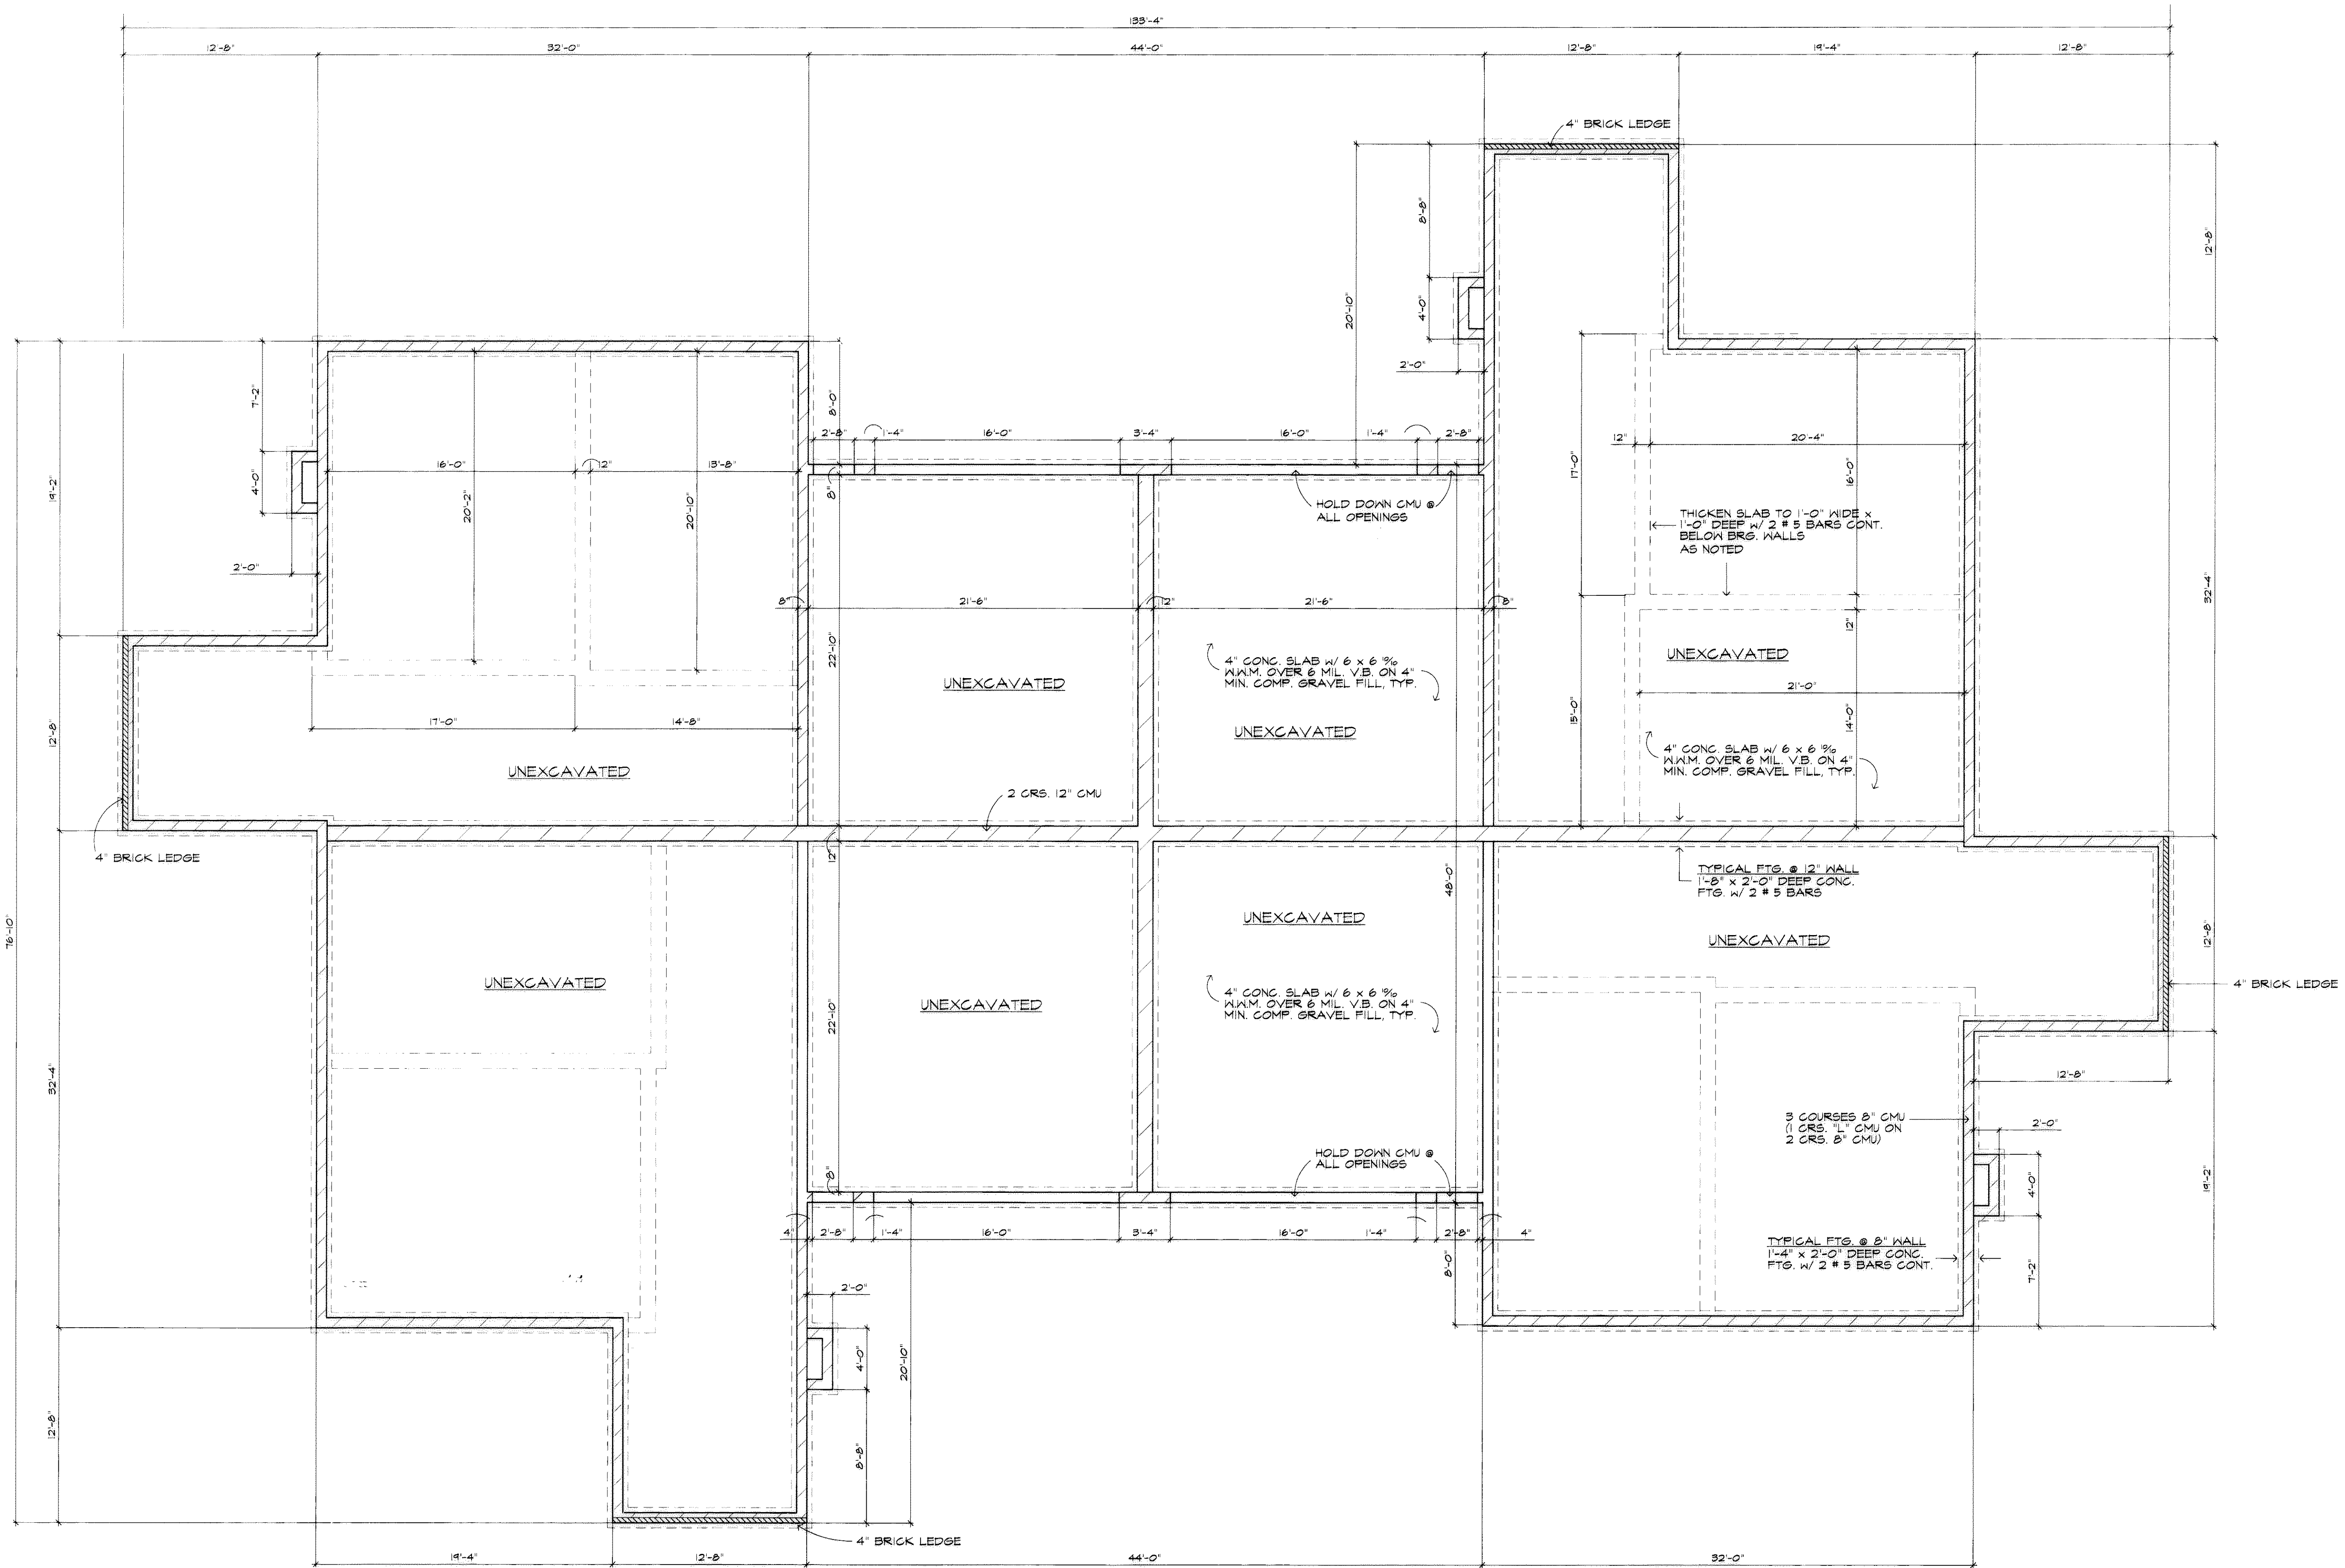 133'-4"
12'-8"
32'-0"
44'-0"
12'-8"
19'-4"
12'-8"
4" BRICK LEDGE
8'-8"
12'-8"
20'-10"
4'-0"
2'-0"
7'-2"
8'-0"
2'-8"
1'-4"
16'-0"
3'-4"
16'-0"
1'-4"
2'-8"
12"
20'-4"
16'-0"
12"
13'-8"
17'-0"
16'-0"
19'-2"
4'-0"
8"
20'-2"
20'-10"
HOLD DOWN CMU @
ALL OPENINGS
THICKEN SLAB TO 1'-0" WIDE x
1'-0" DEEP W/ 2 # 5 BARS CONT.
BELOW BRG. WALLS
AS NOTED
2'-0"
32'-4"
8"
21'-6"
12"
21'-6"
8"
12"
22'-10"
UNEXCAVATED
4" CONC. SLAB W/ 6 x 6 10/10
W.W.M. OVER 6 MIL. V.B. ON 4"
MIN. COMP. GRAVEL FILL, TYP.
UNEXCAVATED
UNEXCAVATED
21'-0"
15'-0"
14'-0"
12'-8"
17'-0"
14'-8"
UNEXCAVATED
4" CONC. SLAB W/ 6 x 6 10/10
W.W.M. OVER 6 MIL. V.B. ON 4"
MIN. COMP. GRAVEL FILL, TYP.
UNEXCAVATED
2 CRS. 12" CMU
4" BRICK LEDGE
12"
48'-0"
TYPICAL FTG. @ 12" WALL
1'-8" x 2'-0" DEEP CONC.
FTG. W/ 2 # 5 BARS
76'-10"
UNEXCAVATED
UNEXCAVATED
12'-8"
UNEXCAVATED
UNEXCAVATED
4" CONC. SLAB W/ 6 x 6 10/10
W.W.M. OVER 6 MIL. V.B. ON 4"
MIN. COMP. GRAVEL FILL, TYP.
4" BRICK LEDGE
22'-10"
32'-4"
12'-8"
3 COURSES 8" CMU
(1 CRS. "L" CMU ON
2 CRS. 8" CMU)
2'-0"
HOLD DOWN CMU @
ALL OPENINGS
8"
4'-0"
19'-2"
4"
2'-8"
1'-4"
16'-0"
3'-4"
16'-0"
1'-4"
2'-8"
4"
TYPICAL FTG. @ 8" WALL
1'-4" x 2'-0" DEEP CONC.
FTG. W/ 2 # 5 BARS CONT.
8'-0"
7'-2"
2'-0"
4'-0"
20'-10"
12'-8"
8'-8"
4" BRICK LEDGE
19'-4"
12'-8"
44'-0"
32'-0"